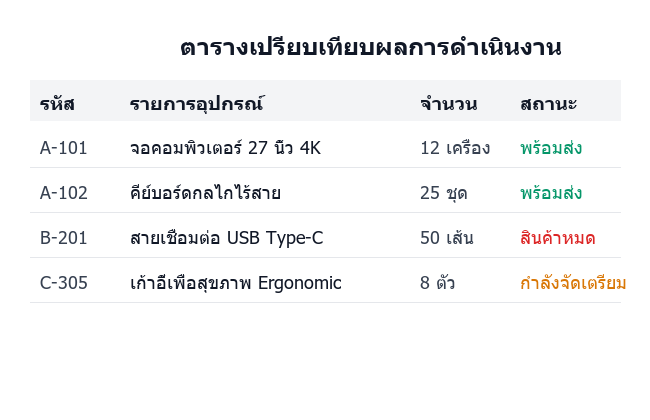 ตารางเปรียบเทียบผลการดำเนินงาน
รหัส รายการอุปกรณ์ จำนวน สถานะ
A-101 จอคอมพิวเตอร์ 27 นิ้ว 4K 12 เครื่อง พร้อมส่ง
A-102 คีย์บอร์ดกลไกไร้สาย 25 ชุด พร้อมส่ง
B-201 สายเชื่อมต่อ USB Type-C 50 เส้น สินค้าหมด
C-305 เก้าอี้เพื่อสุขภาพ Ergonomic 8 ตัว กำลังจัดเตรียม